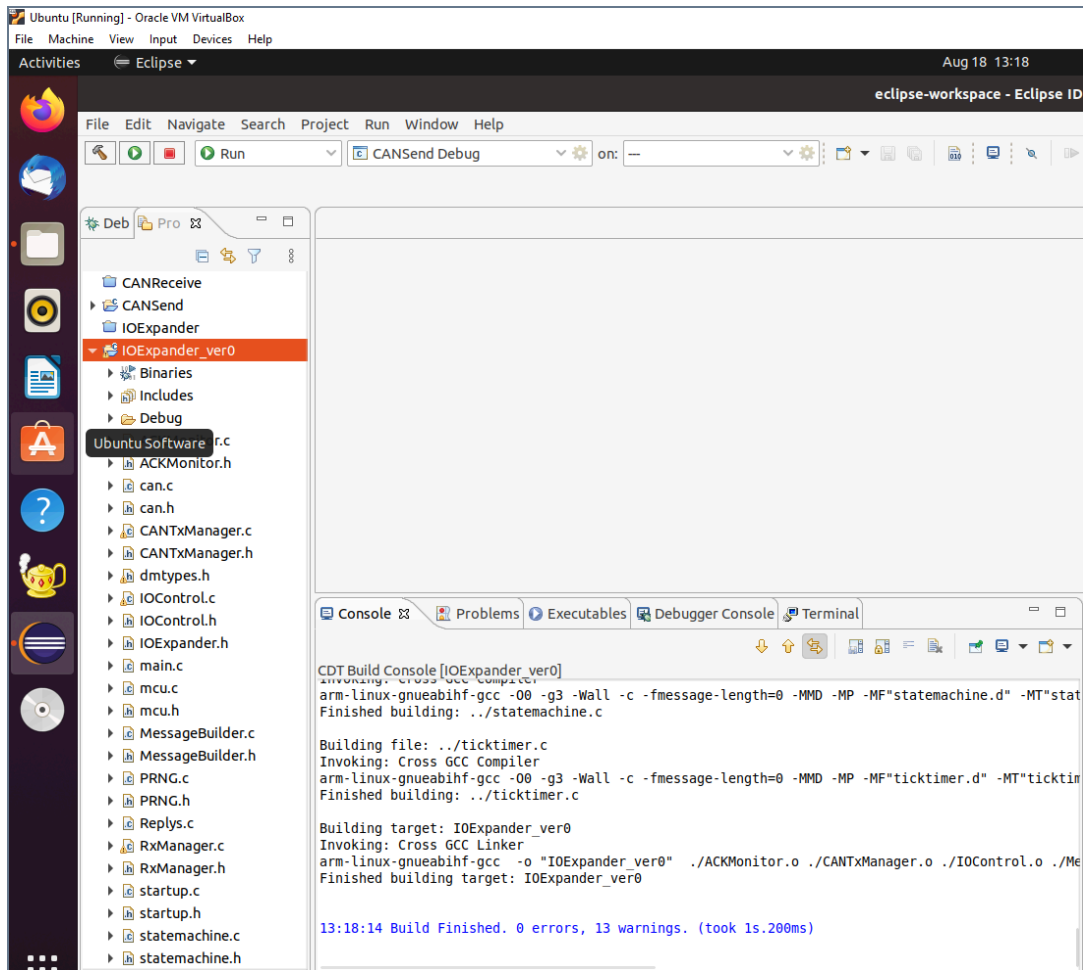 Ubuntu [Running] - Oracle VM VirtualBox
File Machine View Input Devices Help
Activities Eclipse Aug 18 13:18
eclipse-workspace - Eclipse ID
File Edit Navigate Search Project Run Window Help
Run CANSend Debug on: ---
Deb Pro
CANReceive
CANSend
IOExpander
IOExpander_ver0
Binaries
Includes
Debug
Ubuntu Software r.c
ACKMonitor.h
can.c
can.h
CANTxManager.c
CANTxManager.h
dmtypes.h
IOControl.c
IOControl.h
IOExpander.h
main.c
mcu.c
mcu.h
MessageBuilder.c
MessageBuilder.h
PRNG.c
PRNG.h
Replys.c
RxManager.c
RxManager.h
startup.c
startup.h
statemachine.c
statemachine.h
Console Problems Executables Debugger Console Terminal
CDT Build Console [IOExpander_ver0]
Invoking: Cross GCC Compiler
arm-linux-gnueabihf-gcc -O0 -g3 -Wall -c -fmessage-length=0 -MMD -MP -MF"statemachine.d" -MT"stat
Finished building: ../statemachine.c
Building file: ../ticktimer.c
Invoking: Cross GCC Compiler
arm-linux-gnueabihf-gcc -O0 -g3 -Wall -c -fmessage-length=0 -MMD -MP -MF"ticktimer.d" -MT"ticktim
Finished building: ../ticktimer.c
Building target: IOExpander_ver0
Invoking: Cross GCC Linker
arm-linux-gnueabihf-gcc -o "IOExpander_ver0" ./ACKMonitor.o ./CANTxManager.o ./IOControl.o ./Me
Finished building target: IOExpander_ver0
13:18:14 Build Finished. 0 errors, 13 warnings. (took 1s.200ms)